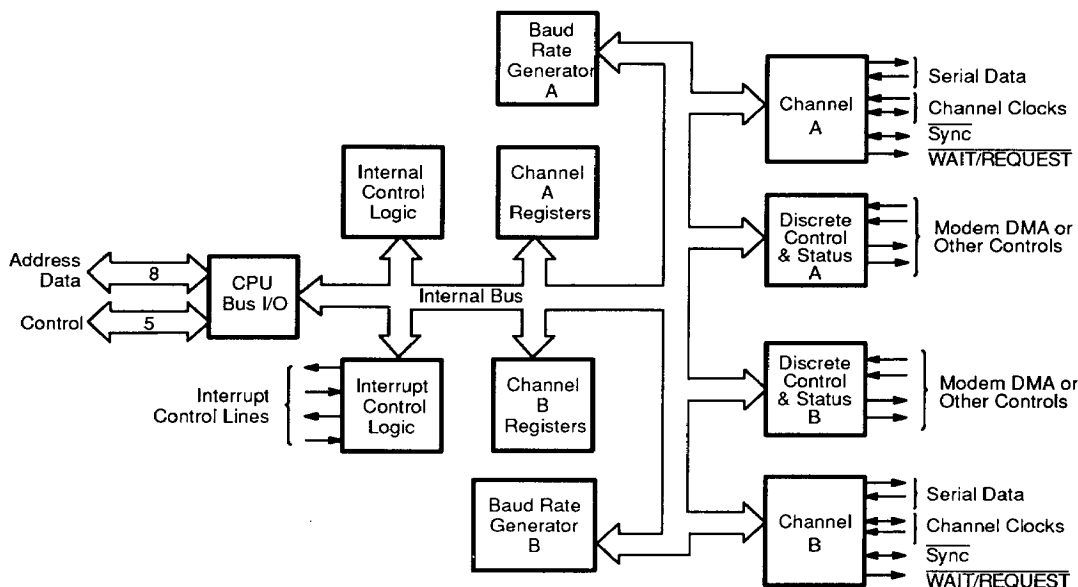 Baud
Rate
Generator
A
Channel
A
Serial Data
Channel Clocks
Sync
WAIT/REQUEST
Internal
Control
Logic
Channel
A
Registers
Discrete
Control
& Status
A
Modem DMA or
Other Controls
Address
Data
8
CPU
Bus I/O
Internal Bus
Control
5
Interrupt
Control Lines
Interrupt
Control
Logic
Channel
B
Registers
Discrete
Control
& Status
B
Modem DMA or
Other Controls
Baud Rate
Generator
B
Channel
B
Serial Data
Channel Clocks
Sync
WAIT/REQUEST